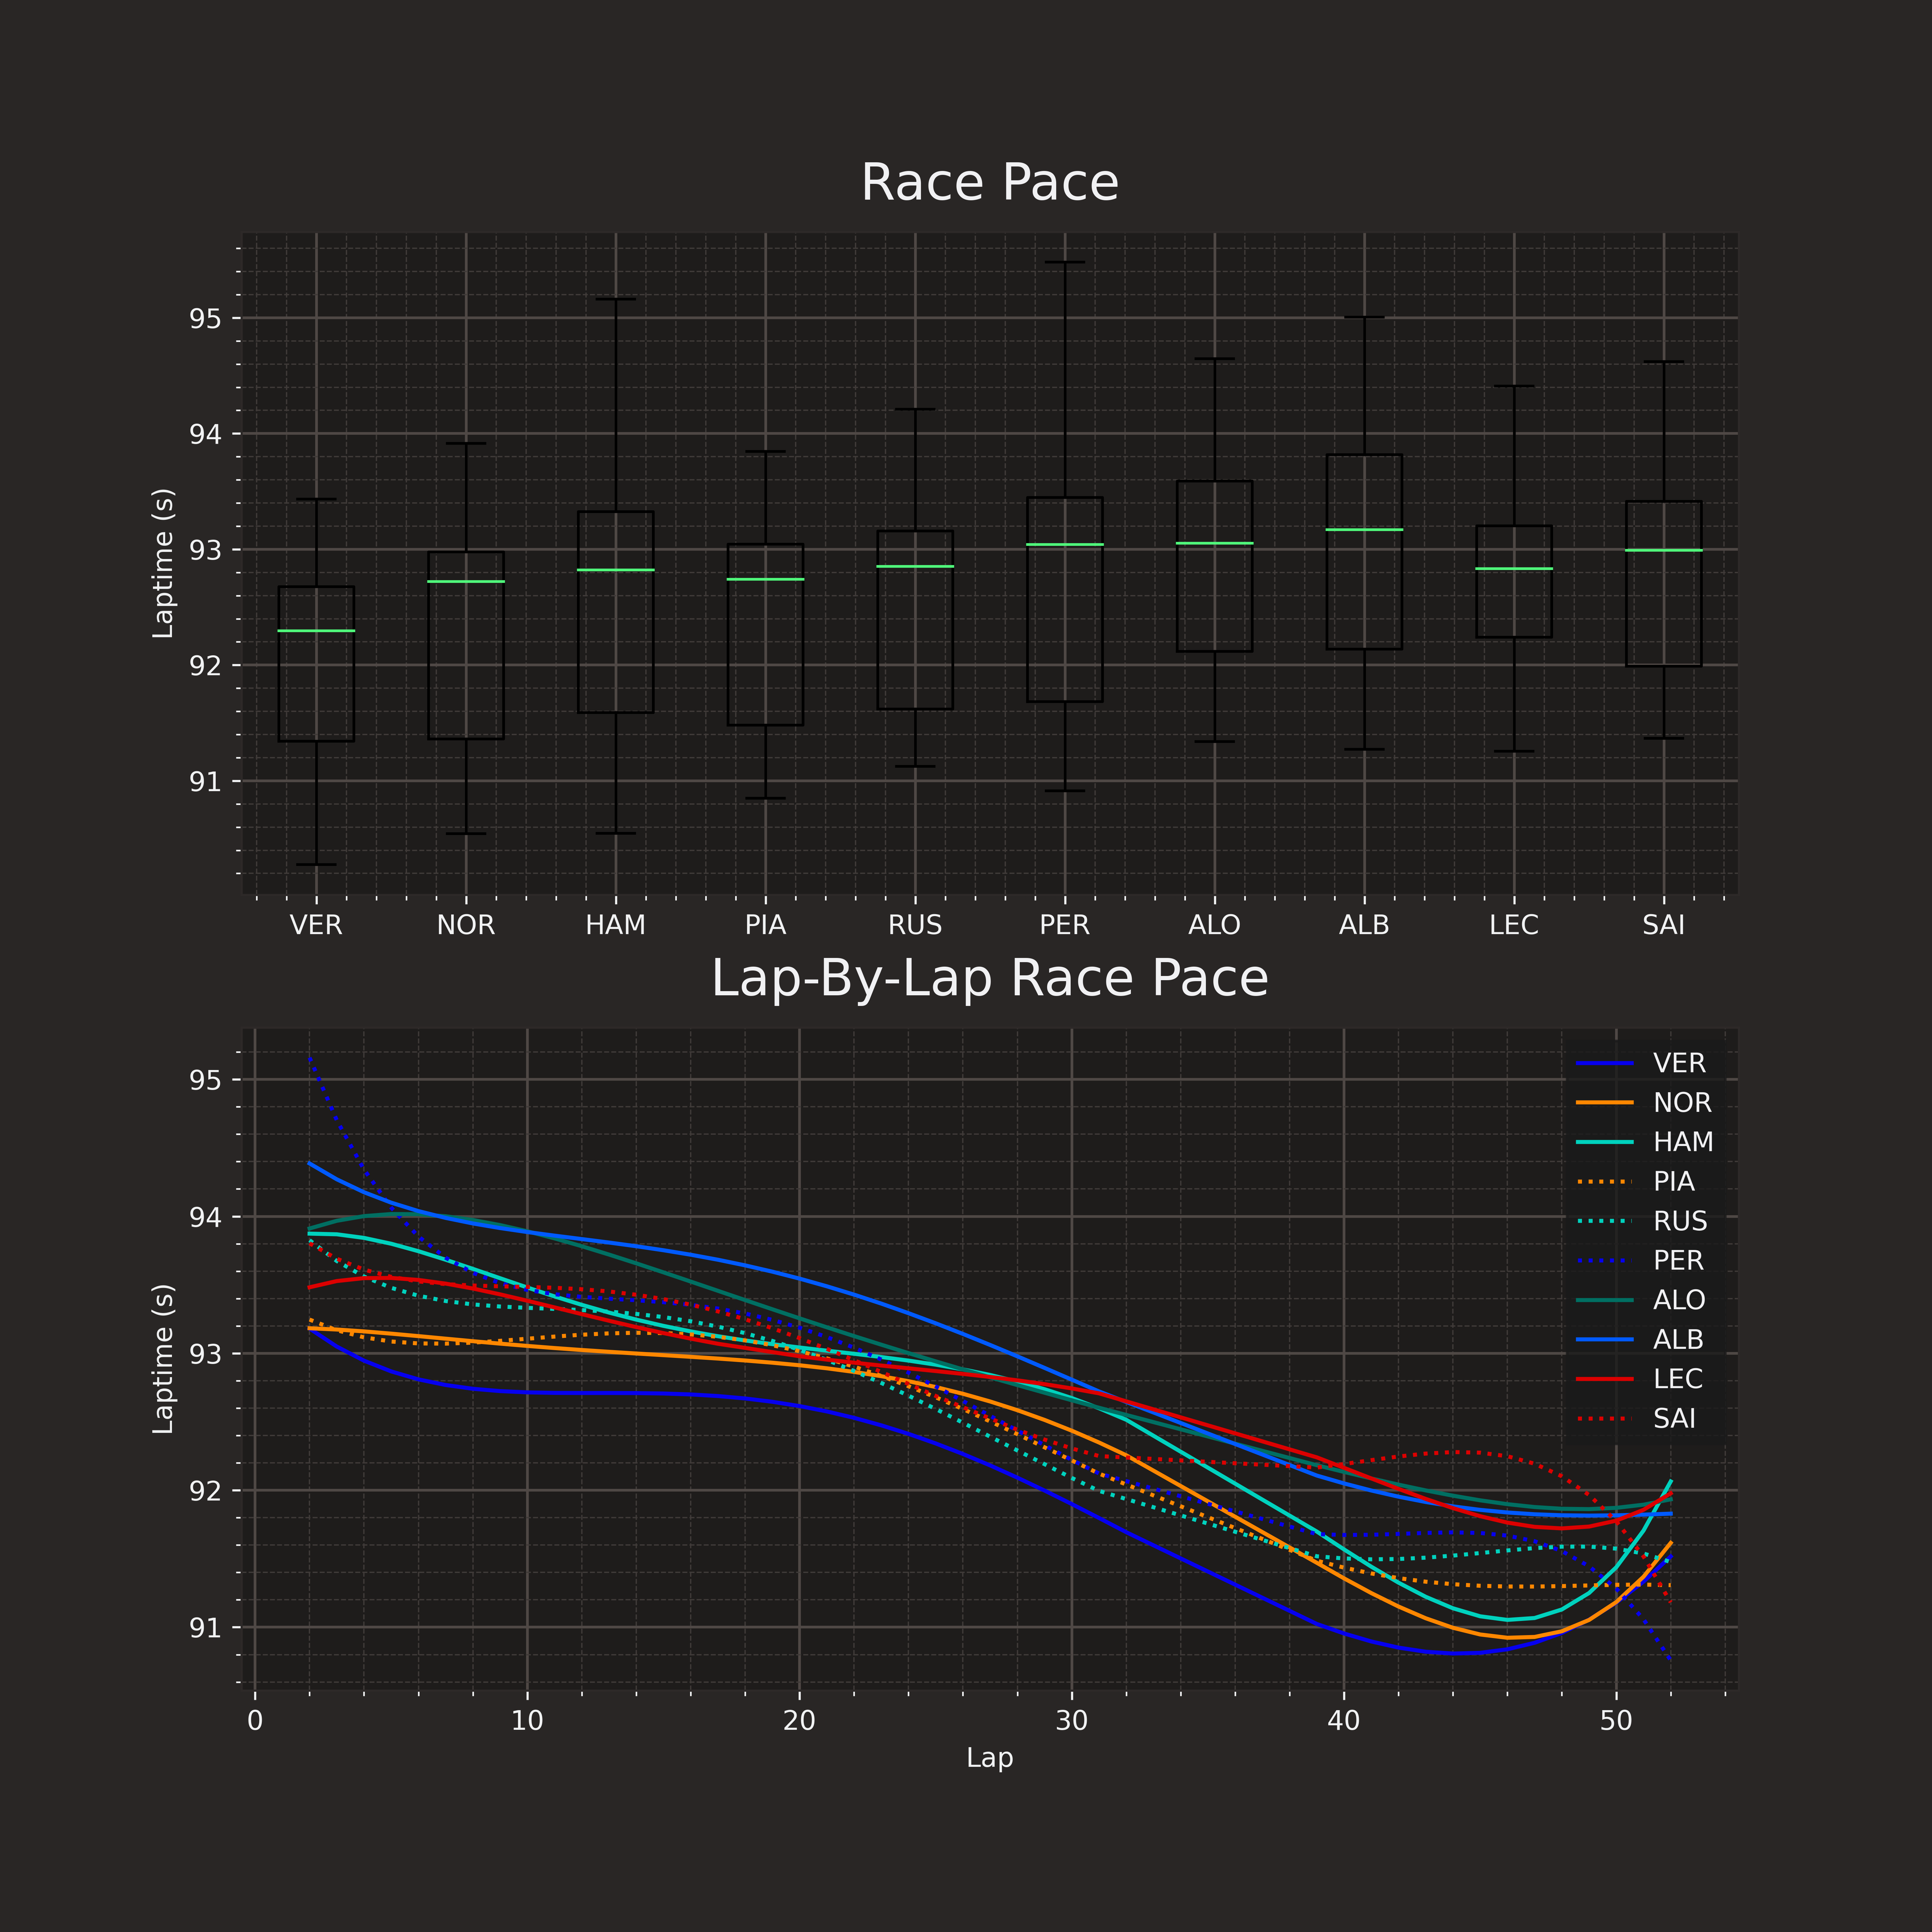 Race Pace
Laptime (s)
95
94
93
92
91
VER NOR HAM PIA RUS PER ALO ALB LEC SAI
Lap-By-Lap Race Pace
Laptime (s)
95
94
93
92
91
VER
NOR
HAM
PIA
RUS
PER
ALO
ALB
LEC
SAI
0 10 20 30 40 50
Lap